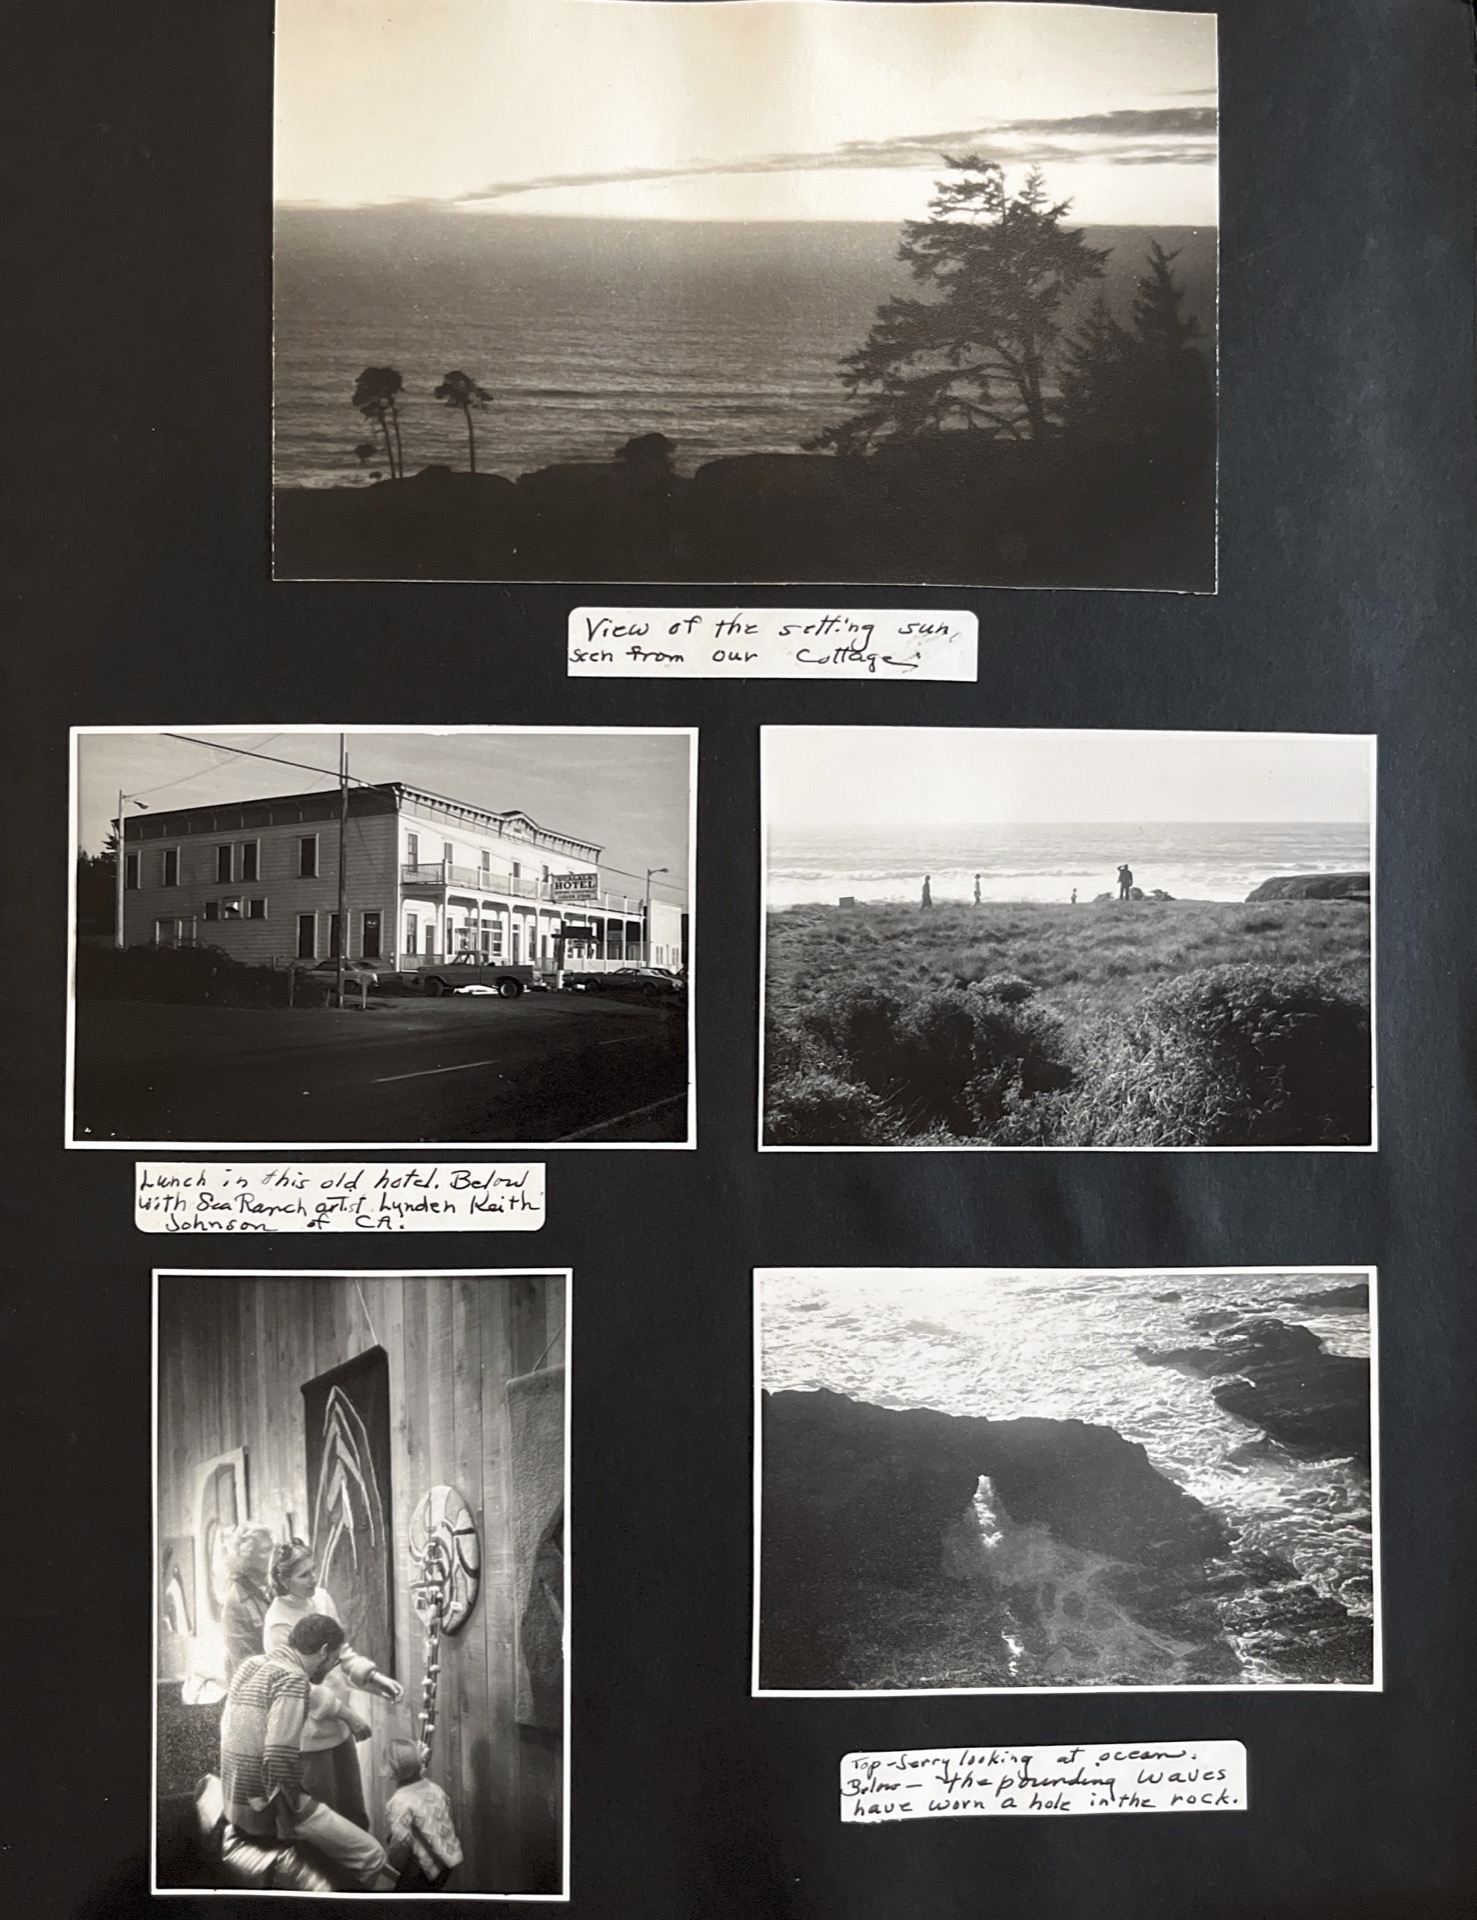 View of the setting sun,
seen from our Cottage.
GUALALA
HOTEL
Lunch in this old hotel. Below
with Sea Ranch artist Lynden Keith
Johnson of CA.
Top-Jerry looking at ocean.
Below- the pounding waves
have worn a hole in the rock.